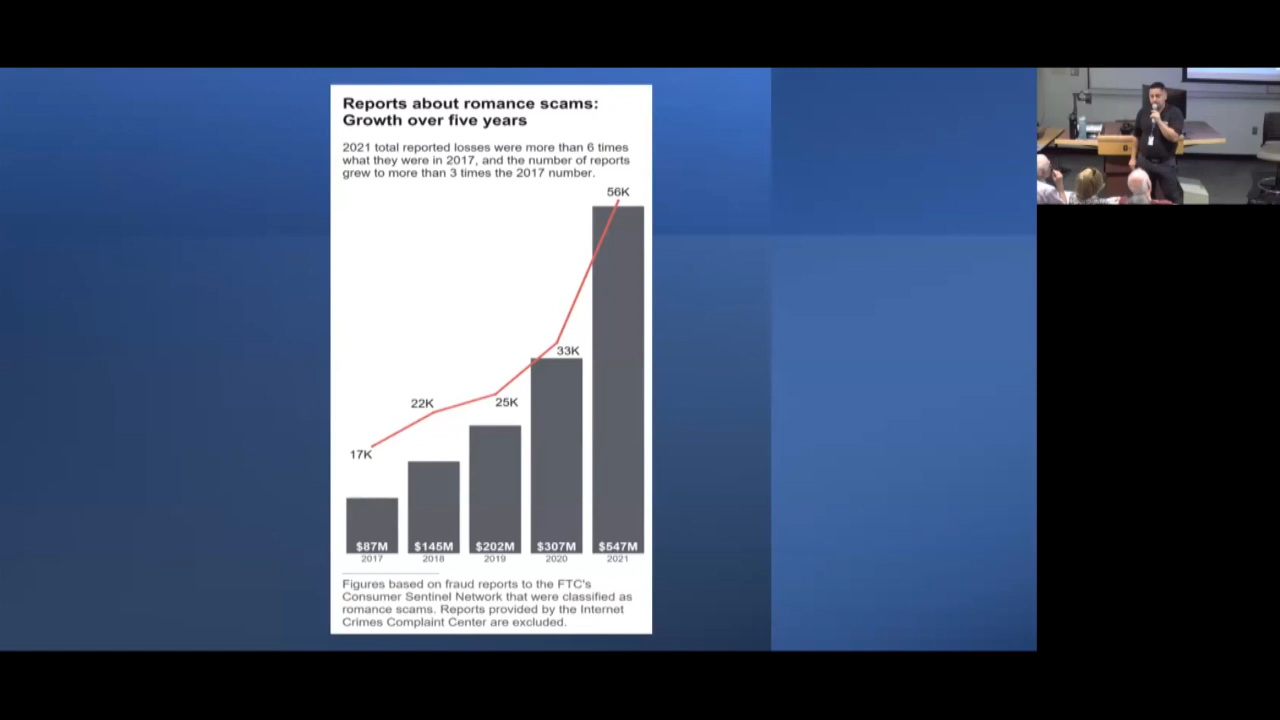 Reports about romance scams:
Growth over five years
2021 total reported losses were more than 6 times
what they were in 2017, and the number of reports
grew to more than 3 times the 2017 number.
56K
33K
22K
25K
17K
$87M $145M $202M $307M $547M
2017 2018 2019 2020 2021
Figures based on fraud reports to the FTC's
Consumer Sentinel Network that were classified as
romance scams. Reports provided by the Internet
Crimes Complaint Center are excluded.